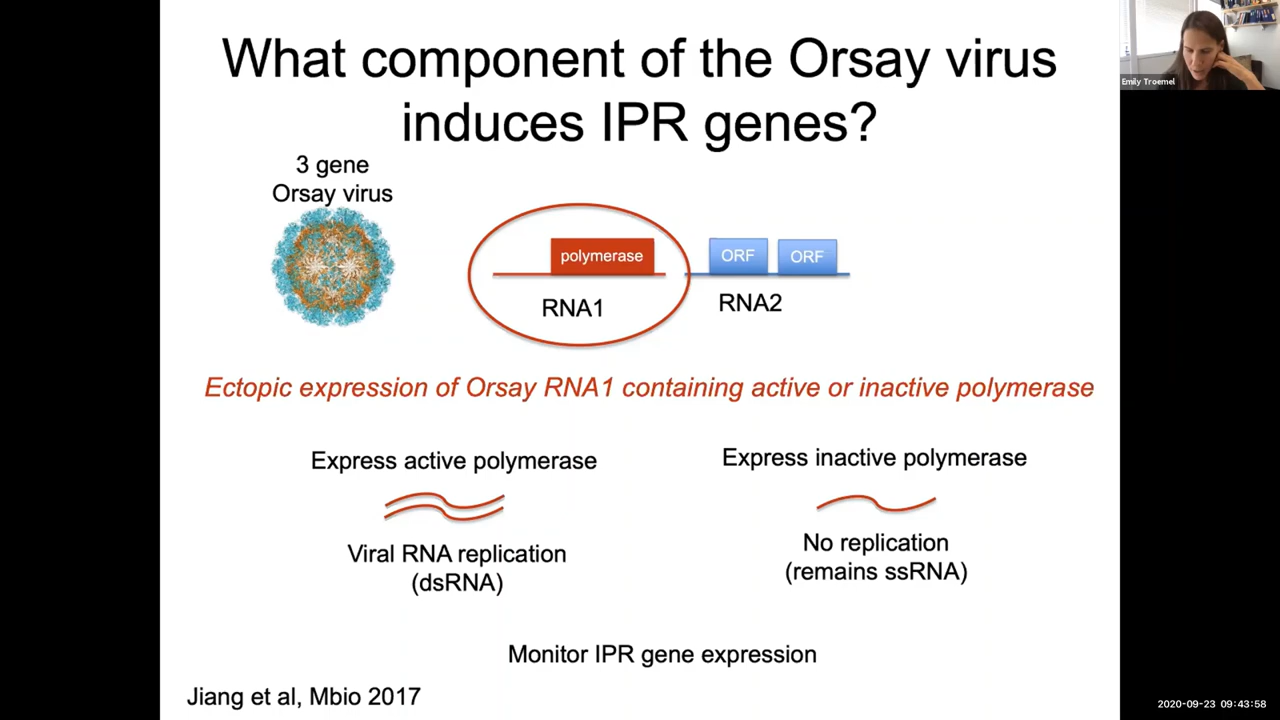 What component of the Orsay virus
induces IPR genes?
3 gene
Orsay virus
polymerase
RNA1
ORF
ORF
RNA2
Ectopic expression of Orsay RNA1 containing active or inactive polymerase
Express active polymerase
Viral RNA replication
(dsRNA)
Express inactive polymerase
No replication
(remains ssRNA)
Monitor IPR gene expression
Jiang et al, Mbio 2017
Emily Troemel
2020-09-23 09:43:58